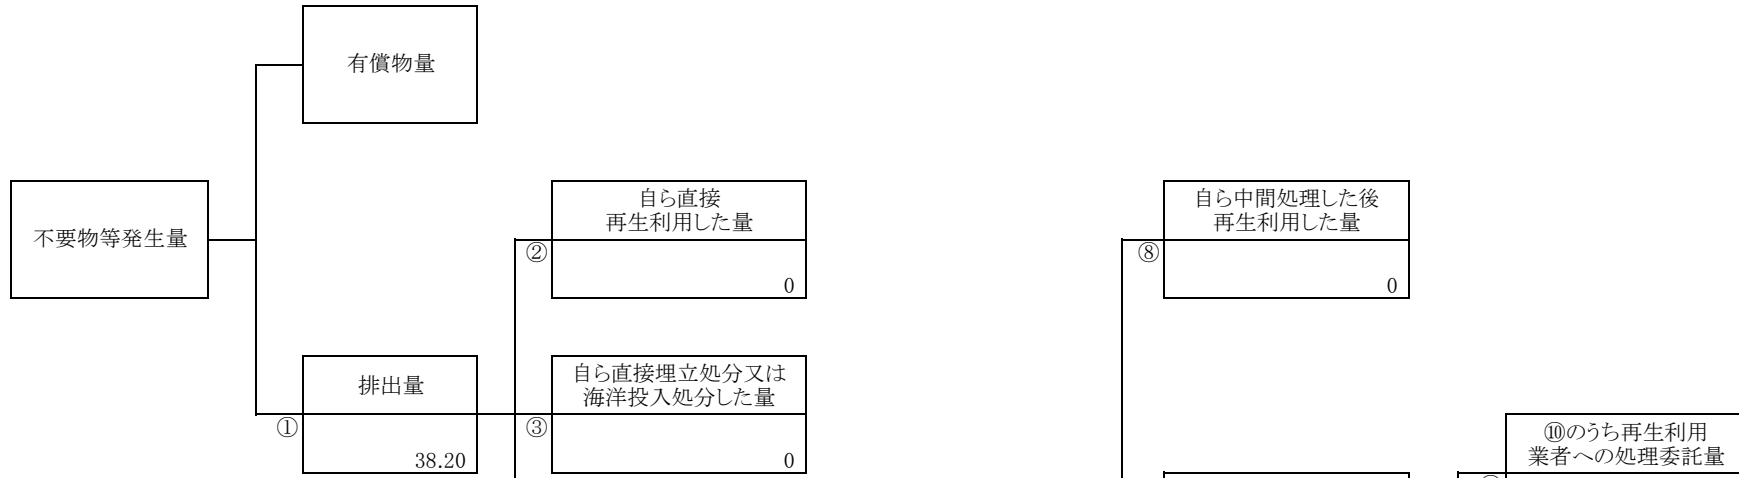 有償物量
不要物等発生量
自ら直接
再生利用した量
②
0
自ら中間処理した後
再生利用した量
⑧
0
排出量
①
38.20
自ら直接埋立処分又は
海洋投入処分した量
③
0
⑩のうち再生利用
業者への処理委託量